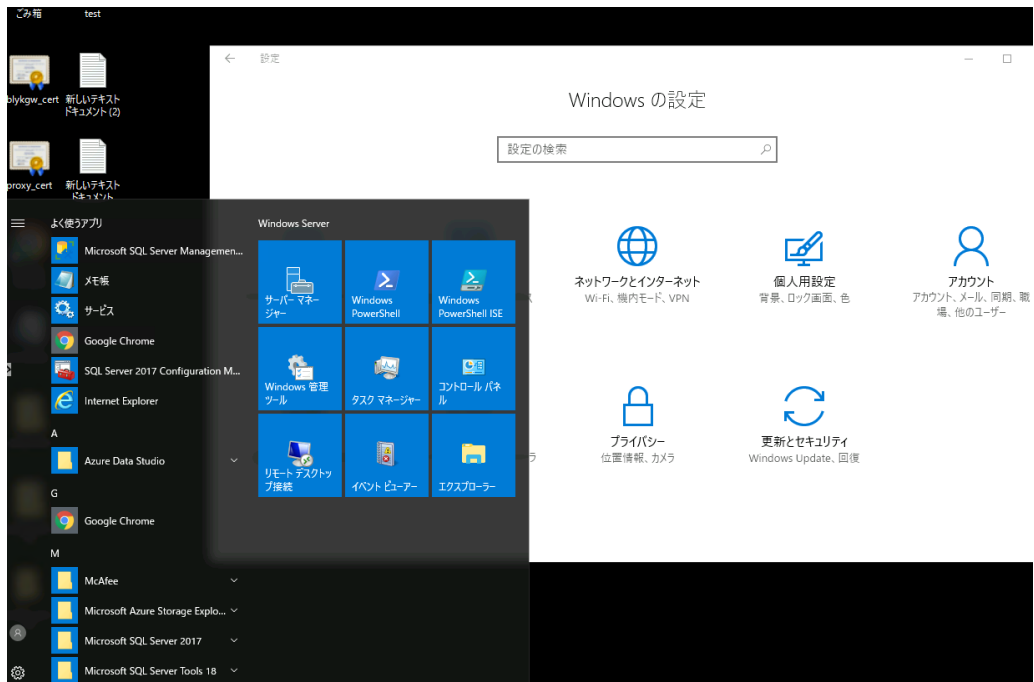 ごみ箱
test
blykgw_cert
新しいテキスト
ドキュメント (2)
proxy_cert
新しいテキスト
ドキュメント
設定
Windows の設定
設定の検索
ネットワークとインターネット
Wi-Fi、機内モード、VPN
個人用設定
背景、ロック画面、色
アカウント
アカウント、メール、同期、職
場、他のユーザー
プライバシー
位置情報、カメラ
更新とセキュリティ
Windows Update、回復
よく使うアプリ
Microsoft SQL Server Managemen...
メモ帳
サービス
Google Chrome
SQL Server 2017 Configuration M...
Internet Explorer
A
Azure Data Studio
G
Google Chrome
M
McAfee
Microsoft Azure Storage Explo...
Microsoft SQL Server 2017
Microsoft SQL Server Tools 18
Windows Server
サーバー マネー
ジャー
Windows
PowerShell
Windows
PowerShell ISE
Windows 管理
ツール
タスク マネージャー
コントロール パネ
ル
リモート デスクトッ
プ接続
イベント ビューアー
エクスプローラー